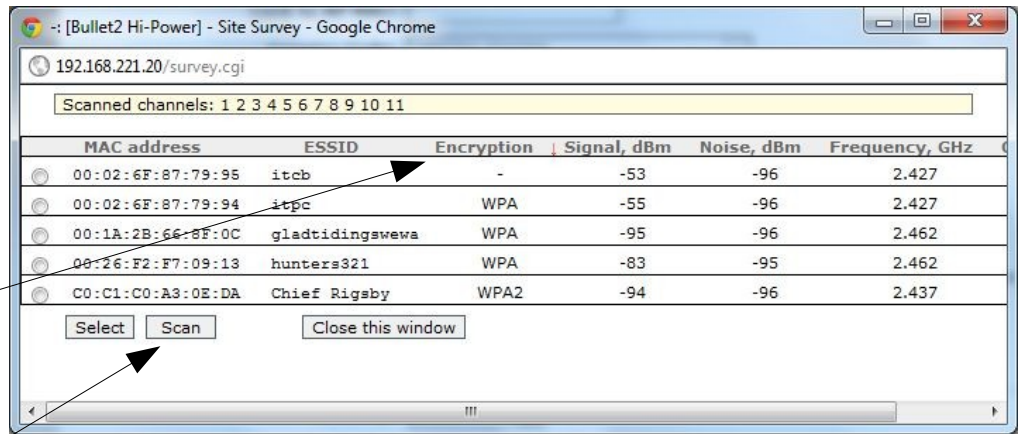 -: [Bullet2 Hi-Power] - Site Survey - Google Chrome
192.168.221.20/survey.cgi
Scanned channels: 1 2 3 4 5 6 7 8 9 10 11
MAC address ESSID Encryption ↓ Signal, dBm Noise, dBm Frequency, GHz
00:02:6F:87:79:95 itcb - -53 -96 2.427
00:02:6F:87:79:94 itpc WPA -55 -96 2.427
00:1A:2B:66:8F:0C gladtidingswewa WPA -95 -96 2.462
00:26:F2:F7:09:13 hunters321 WPA -83 -95 2.462
C0:C1:C0:A3:0E:DA Chief Rigsby WPA2 -94 -96 2.437
Select Scan Close this window